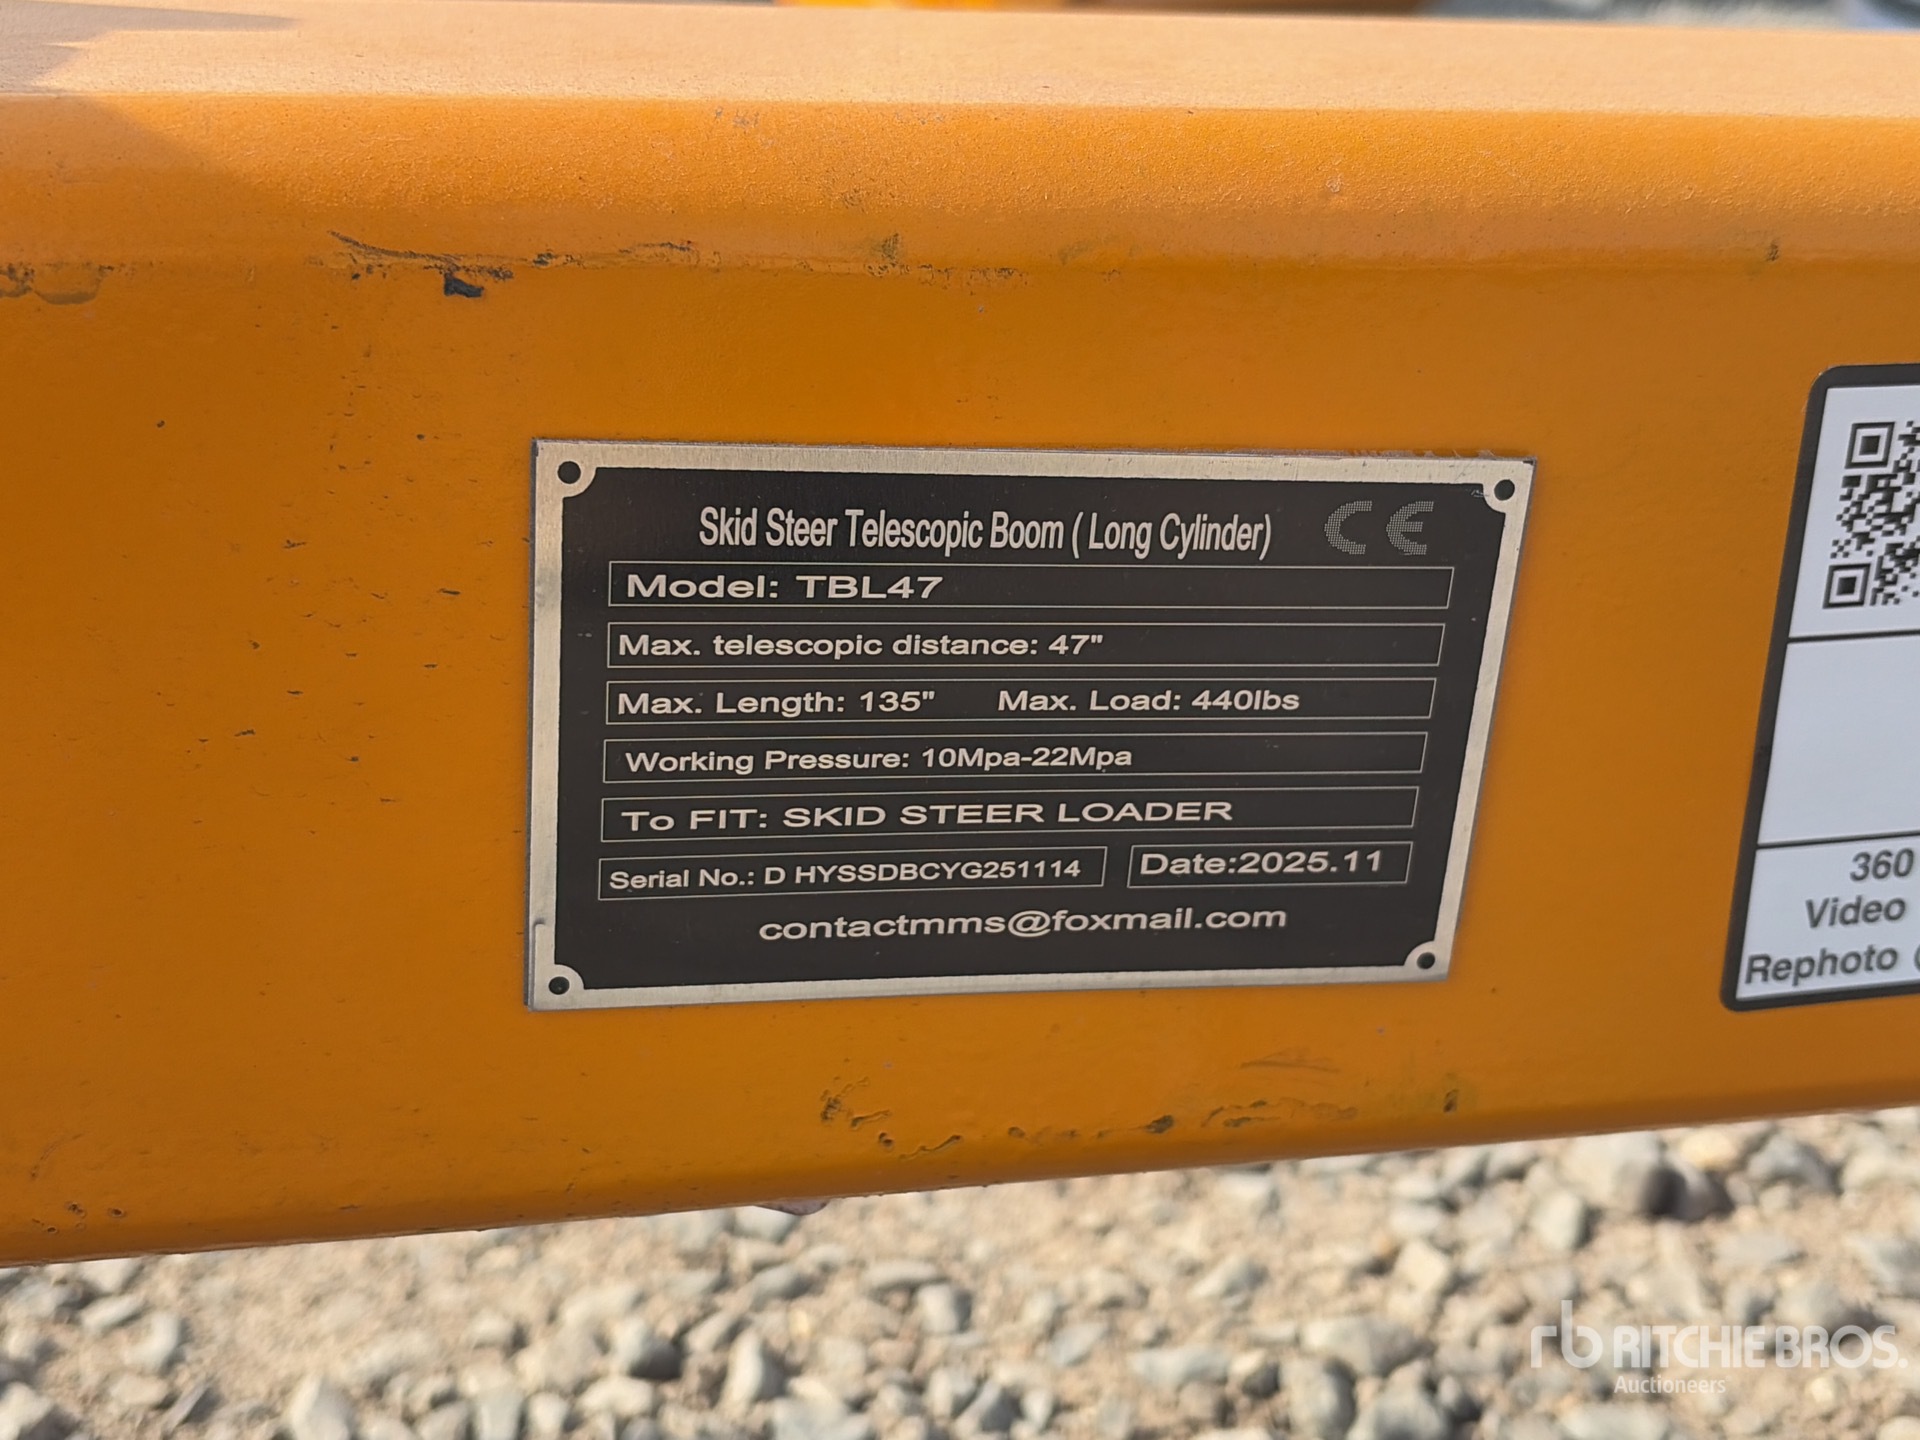 Skid Steer Telescopic Boom ( Long Cylinder) CE
Model: TBL47
Max. telescopic distance: 47"
Max. Length: 135" Max. Load: 440lbs
Working Pressure: 10Mpa-22Mpa
To FIT: SKID STEER LOADER
Serial No.: D HYSSDBCYG251114 Date:2025.11
contactmms@foxmail.com
360
Video
Rephoto
rb RITCHIE BROS.
Auctioneers